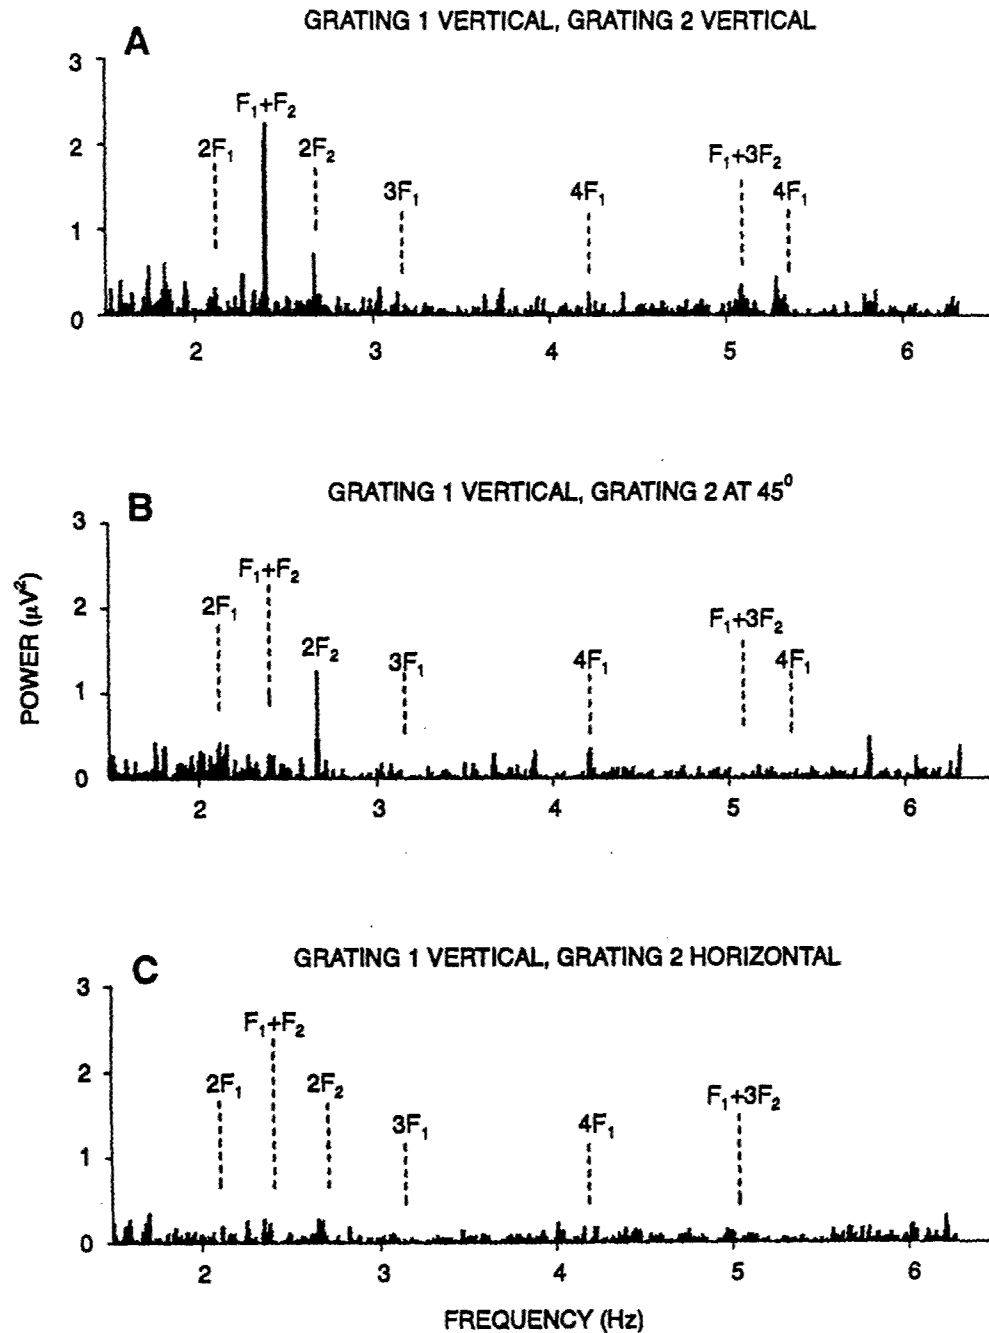 GRATING 1 VERTICAL, GRATING 2 VERTICAL
A
3
2
1
0
2F₁
F₁+F₂
2F₂
3F₁
4F₁
F₁+3F₂
4F₁
2
3
4
5
6
GRATING 1 VERTICAL, GRATING 2 AT 45⁰
B
POWER (μV²)
3
2
1
0
2F₁
F₁+F₂
2F₂
3F₁
4F₁
F₁+3F₂
4F₁
2
3
4
5
6
GRATING 1 VERTICAL, GRATING 2 HORIZONTAL
C
3
2
1
0
2F₁
F₁+F₂
2F₂
3F₁
4F₁
F₁+3F₂
2
3
4
5
6
FREQUENCY (Hz)